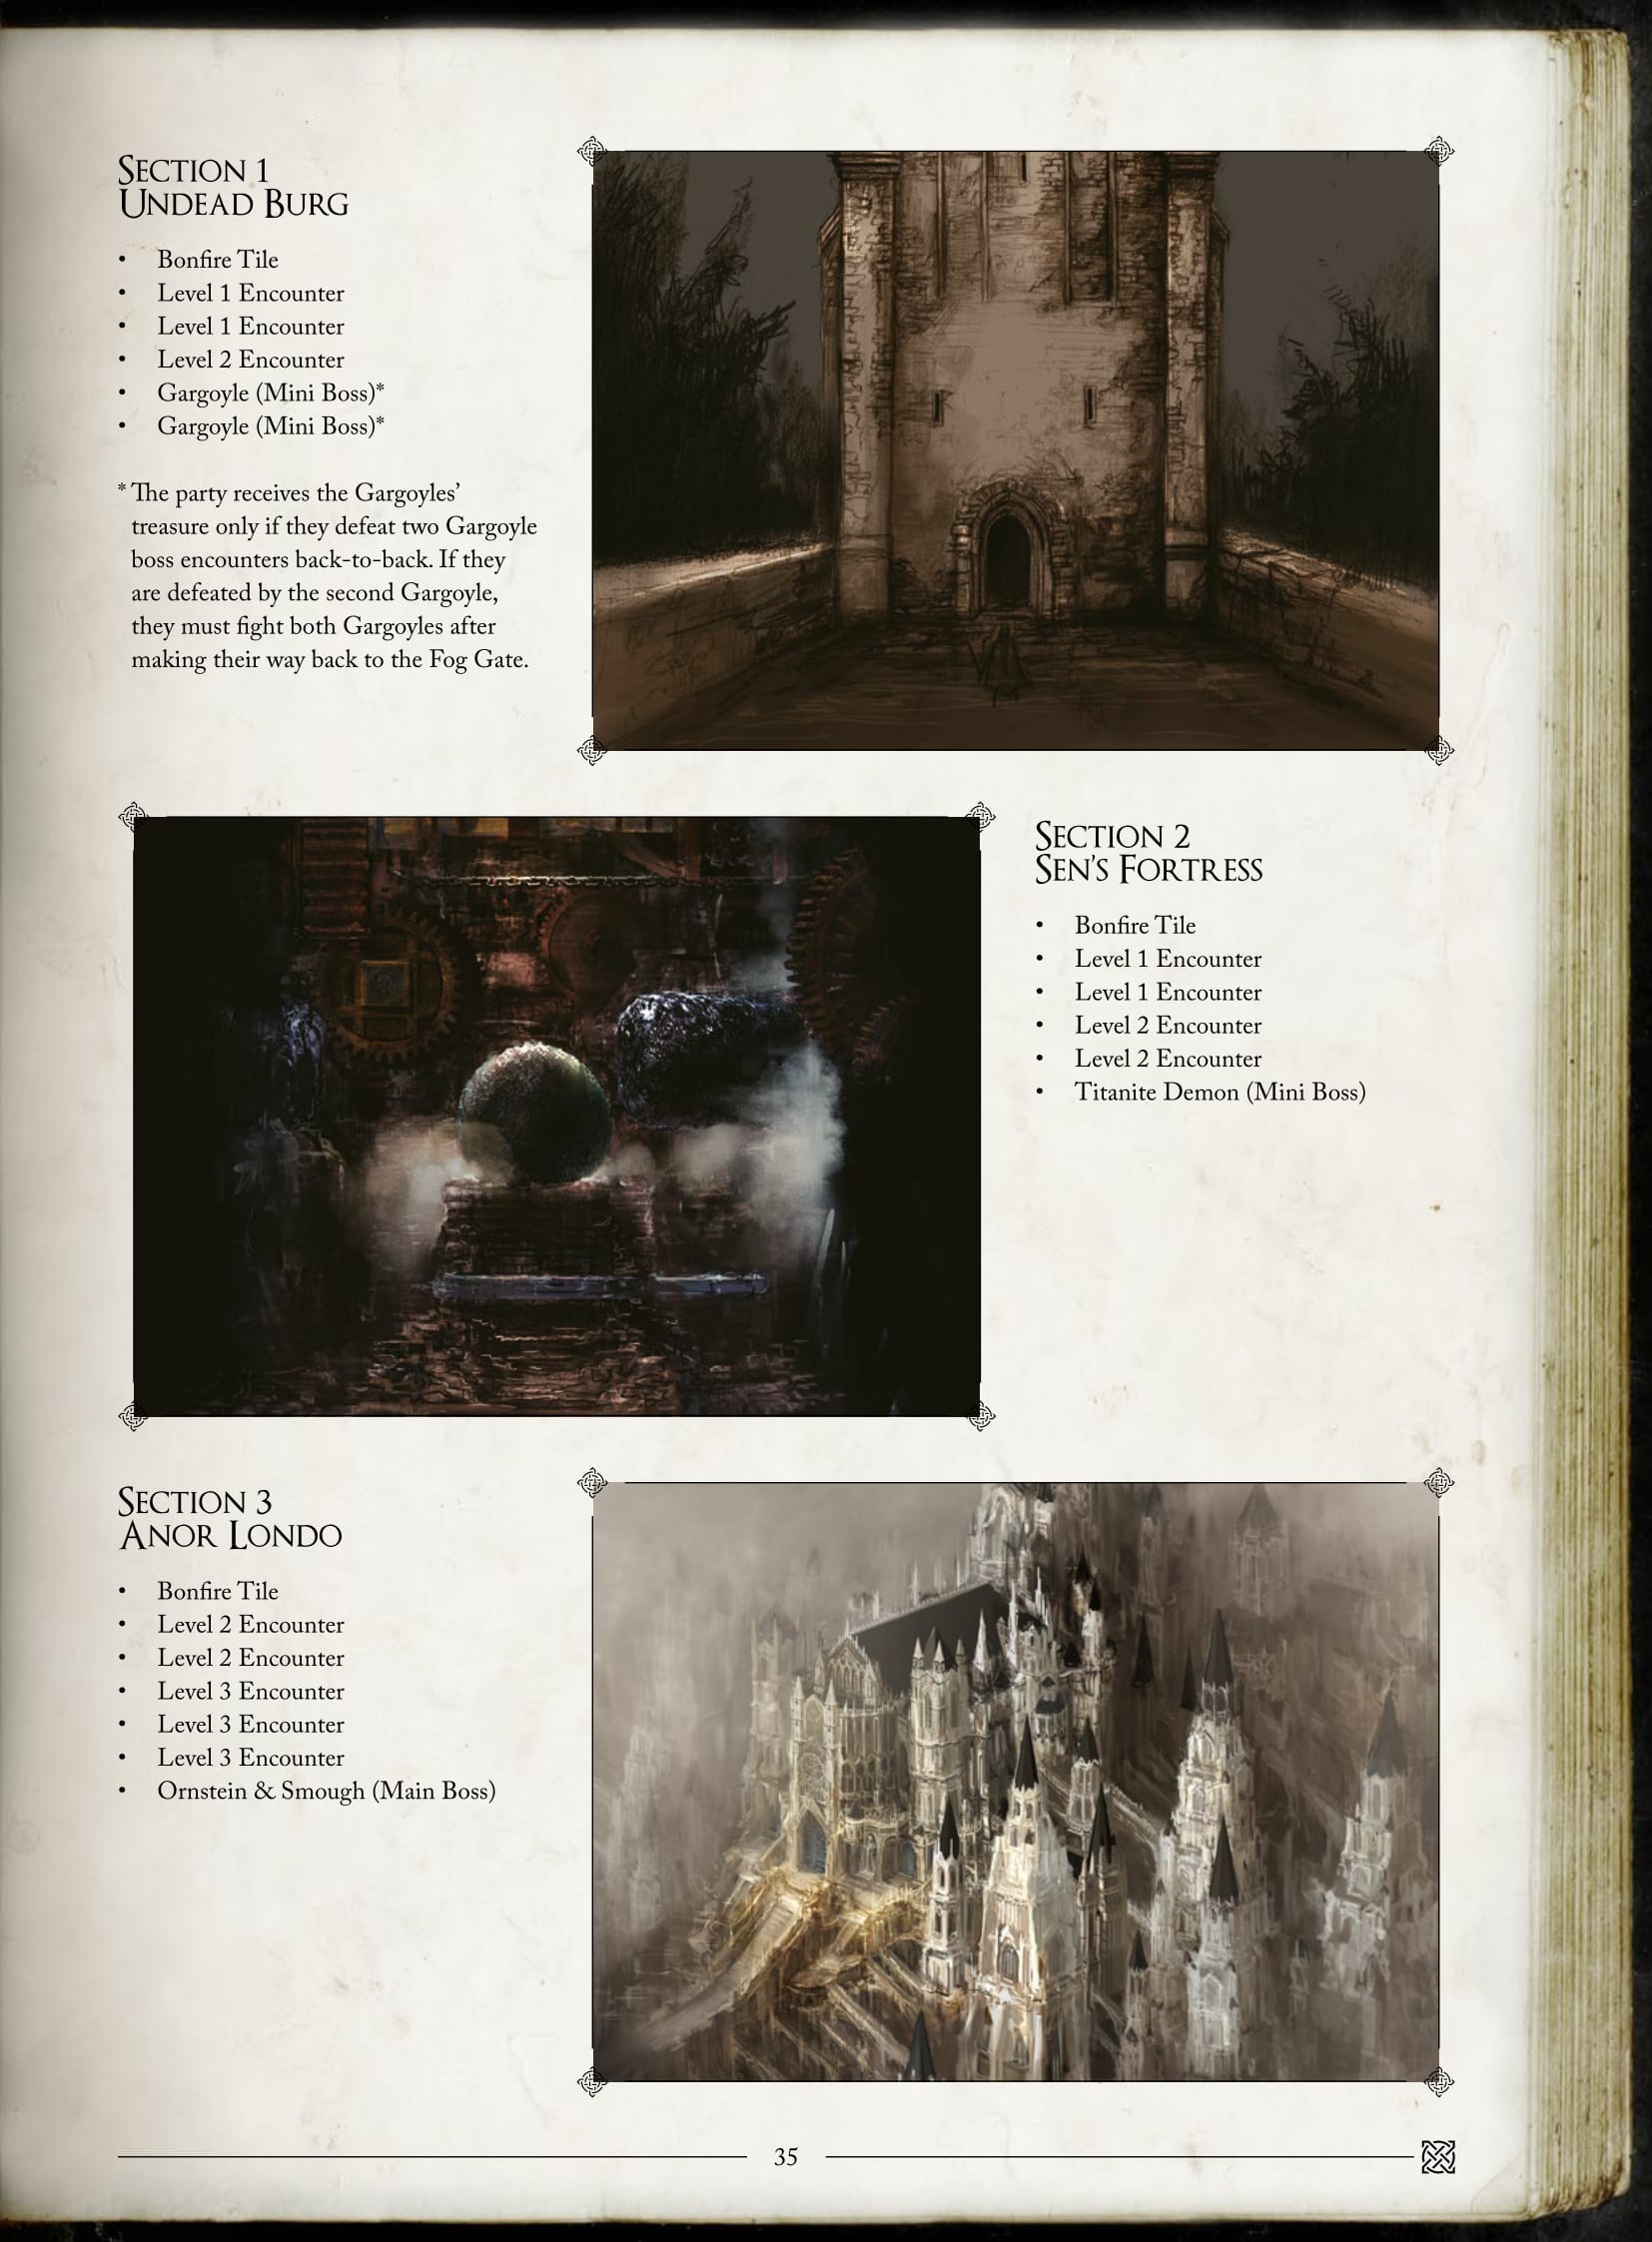 SECTION 1
UNDEAD BURG
• Bonfire Tile
• Level 1 Encounter
• Level 1 Encounter
• Level 2 Encounter
• Gargoyle (Mini Boss)*
• Gargoyle (Mini Boss)*
* The party receives the Gargoyles’
treasure only if they defeat two Gargoyle
boss encounters back-to-back. If they
are defeated by the second Gargoyle,
they must fight both Gargoyles after
making their way back to the Fog Gate.
SECTION 2
SEN’S FORTRESS
• Bonfire Tile
• Level 1 Encounter
• Level 1 Encounter
• Level 2 Encounter
• Level 2 Encounter
• Titanite Demon (Mini Boss)
SECTION 3
ANOR LONDO
• Bonfire Tile
• Level 2 Encounter
• Level 2 Encounter
• Level 3 Encounter
• Level 3 Encounter
• Level 3 Encounter
• Ornstein & Smough (Main Boss)
35